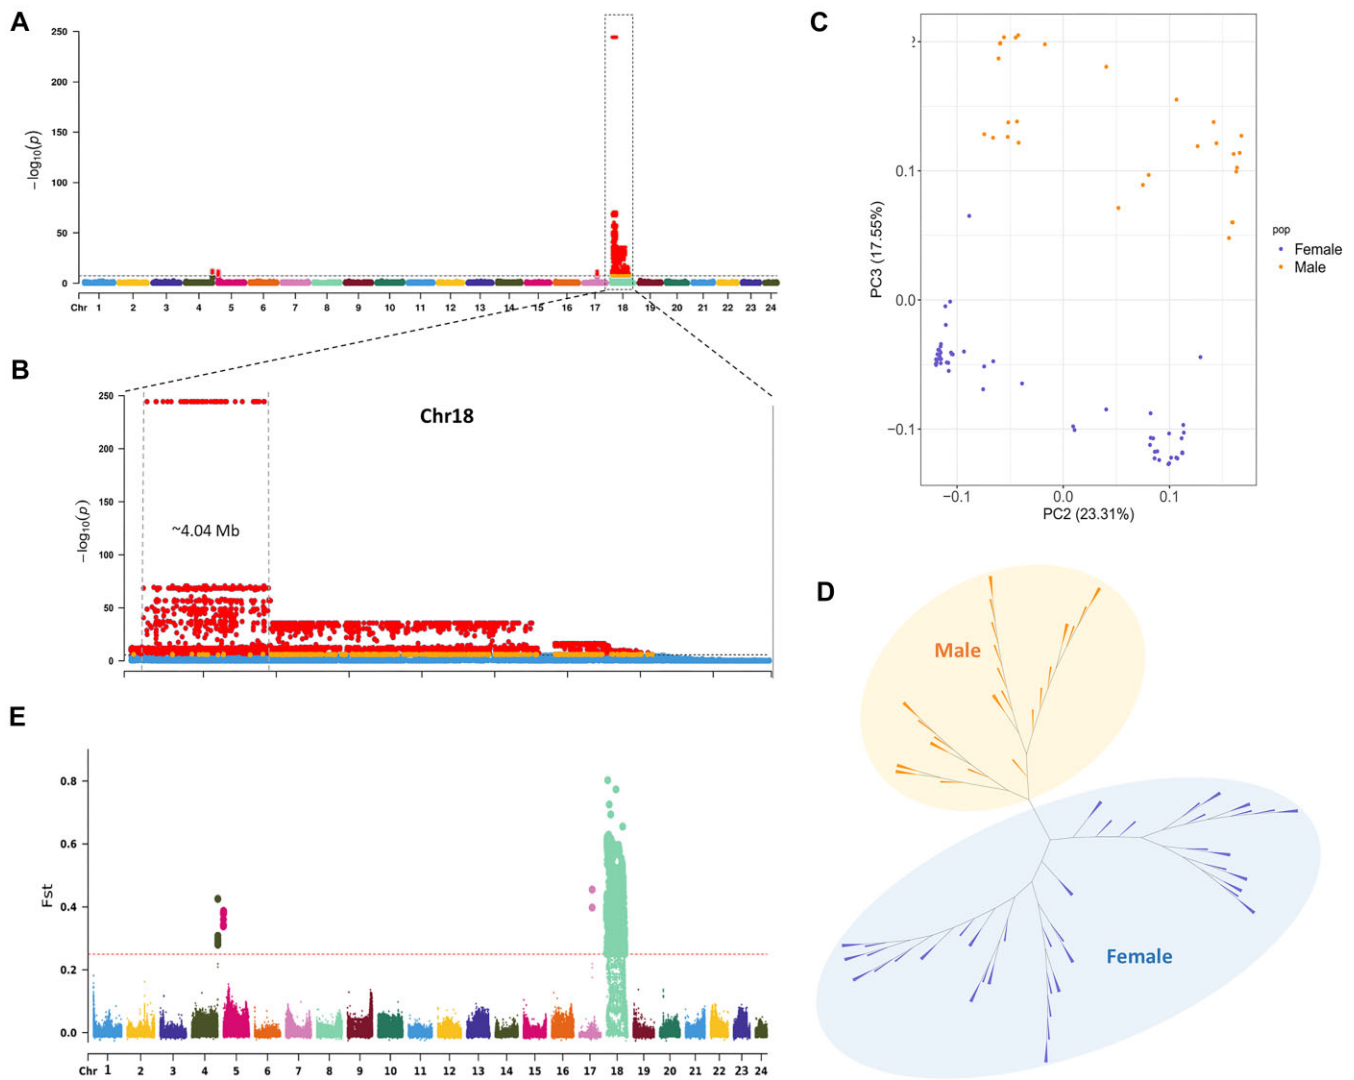 A
250
200
150
100
50
0
−log10(p)
Chr 1 2 3 4 5 6 7 8 9 10 11 12 13 14 15 16 17 18 19 20 21 22 23 24
B
Chr18
250
200
150
100
50
0
−log10(p)
~4.04 Mb
C
0.1
0.0
−0.1
PC3 (17.55%)
−0.1 0.0 0.1
PC2 (23.31%)
pop
Female
Male
D
Male
Female
E
0.8
0.6
0.4
0.2
0.0
Fst
Chr 1 2 3 4 5 6 7 8 9 10 11 12 13 14 15 16 17 18 19 20 21 22 23 24